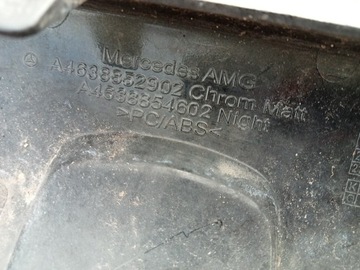 Mercedes AMG
A4638852902 Chrom Matt
A4638854602 Night
>PC/ABS<